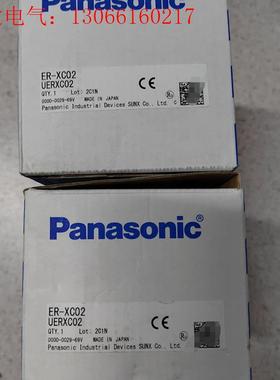 电气：13066160217
Panasonic
ER-XC02
UERXC02
QTY.1 Lot: 2C1N
0000-0029-69V MADE IN JAPAN
Panasonic Industrial Devices SUNX Co., Ltd.
CE
Panasonic®
ER-XC02
UERXC02
QTY.1 Lot: 2C1N
0000-0029-69V MADE IN JAPAN
Panasonic Industrial Devices SUNX Co., Ltd.
CE